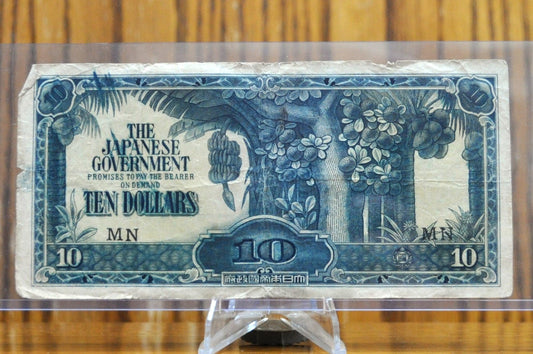 10
10
THE
JAPANESE
GOVERNMENT
PROMISES TO PAY THE BEARER
ON DEMAND
TEN DOLLARS
MN
MN
10
10
10
府政國帝本日大